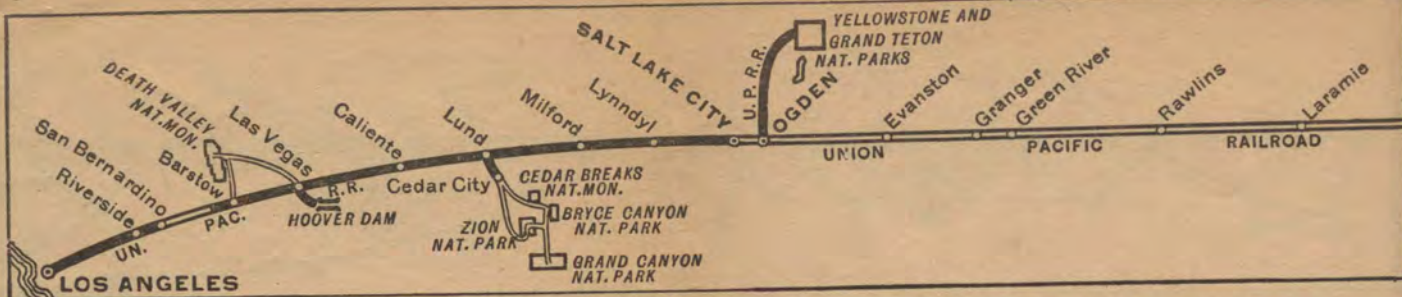 LOS ANGELES
UN.
Riverside
San Bernardino
PAC.
Barstow
DEATH VALLEY
NAT.MON.
Las Vegas
R.R.
HOOVER DAM
Caliente
Lund
Cedar City
CEDAR BREAKS
NAT.MON.
BRYCE CANYON
NAT. PARK
ZION
NAT. PARK
GRAND CANYON
NAT. PARK
Milford
Lynndyl
SALT LAKE CITY
U.P.R.R.
OGDEN
YELLOWSTONE AND
GRAND TETON
NAT. PARKS
UNION
Evanston
Granger
Green River
PACIFIC
Rawlins
RAILROAD
Laramie